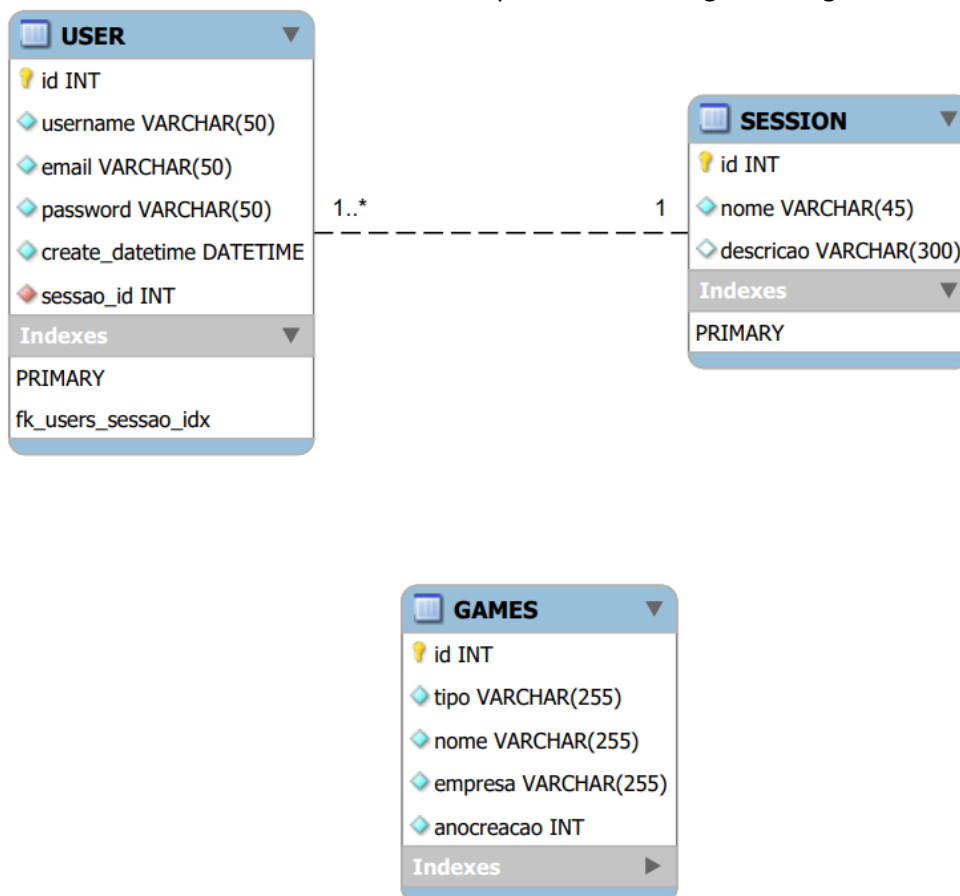 USER
id INT
username VARCHAR(50)
email VARCHAR(50)
password VARCHAR(50)
create_datetime DATETIME
sessao_id INT
Indexes
PRIMARY
fk_users_sessao_idx
1..*
1
SESSION
id INT
nome VARCHAR(45)
descricao VARCHAR(300)
Indexes
PRIMARY
GAMES
id INT
tipo VARCHAR(255)
nome VARCHAR(255)
empresa VARCHAR(255)
anocreacao INT
Indexes